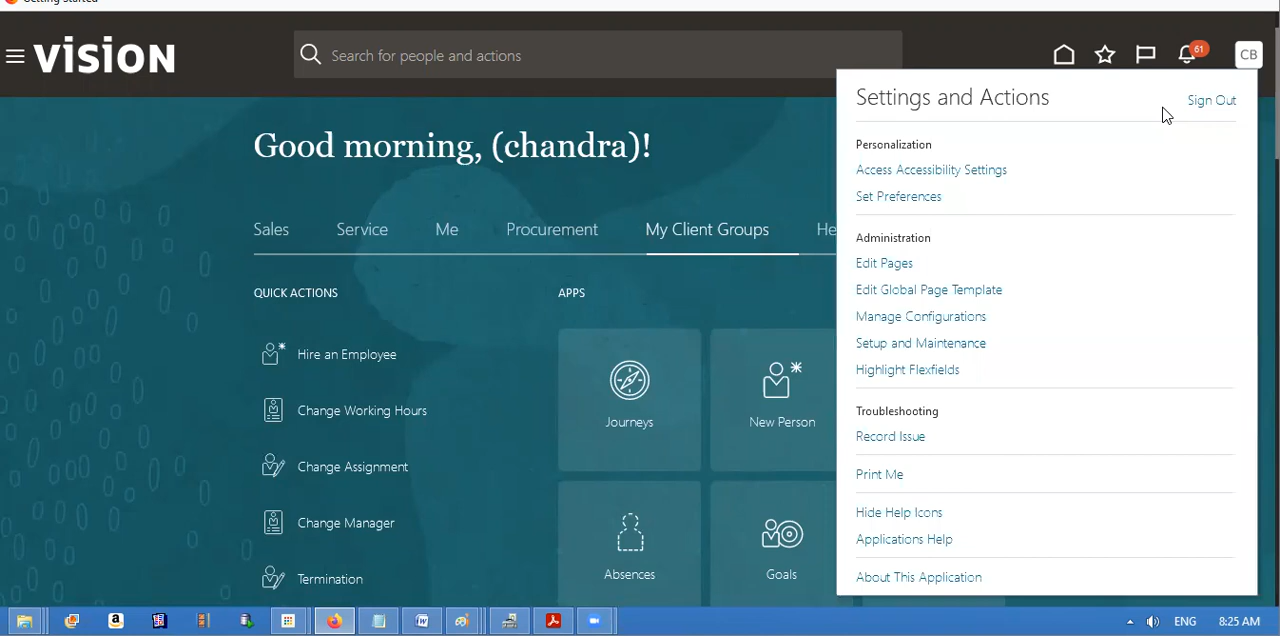 Getting Started
vision
Search for people and actions
61
CB
Settings and Actions
Sign Out
Good morning, (chandra)!
Personalization
Access Accessibility Settings
Set Preferences
Sales Service Me Procurement My Client Groups He
Administration
Edit Pages
Edit Global Page Template
Manage Configurations
Setup and Maintenance
Highlight Flexfields
QUICK ACTIONS
APPS
Hire an Employee
Change Working Hours
Change Assignment
Change Manager
Termination
Journeys
New Person
Absences
Goals
Troubleshooting
Record Issue
Print Me
Hide Help Icons
Applications Help
About This Application
ENG
8:25 AM